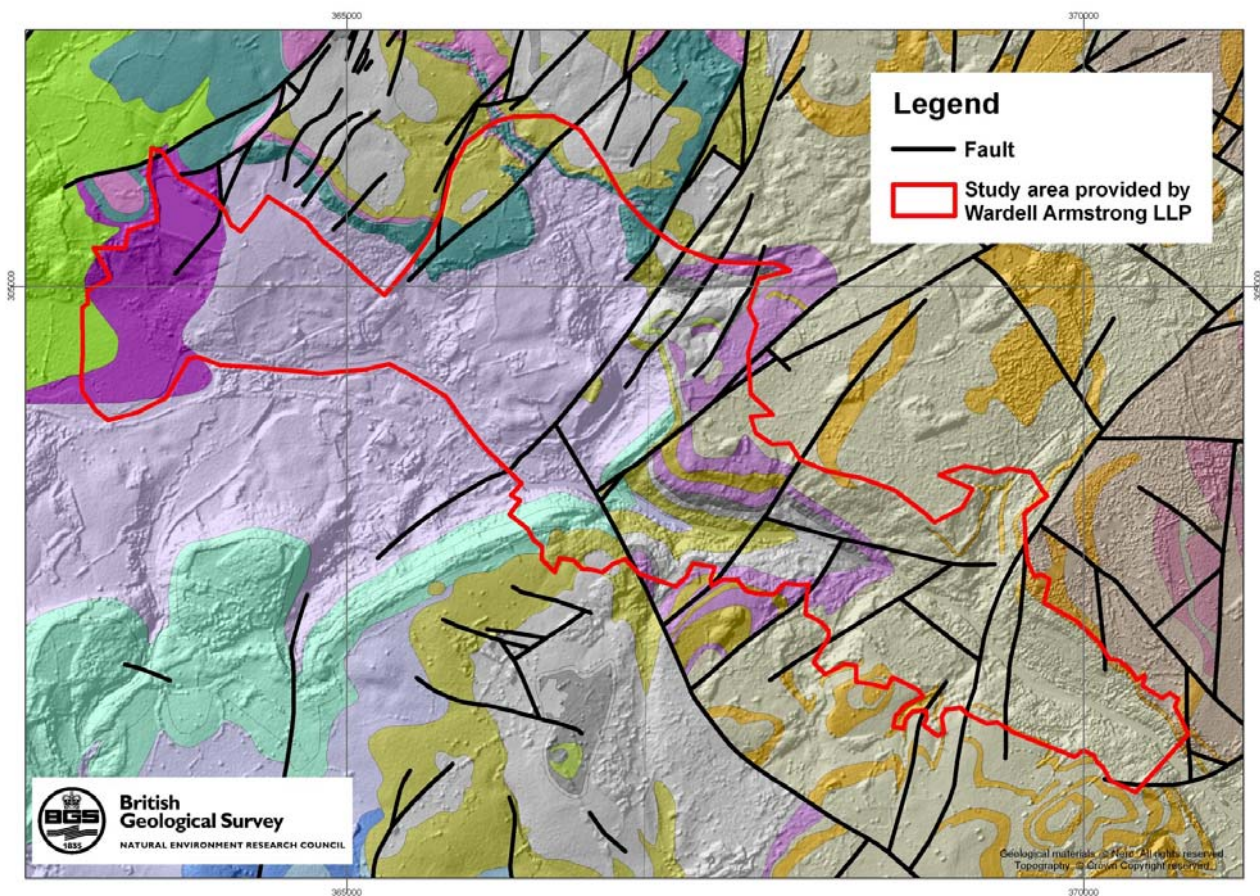 365000
370000
Legend
Fault
Study area provided by
Wardell Armstrong LLP
305000
BGS
1835
British
Geological Survey
NATURAL ENVIRONMENT RESEARCH COUNCIL
Geological materials © Nerc. All rights reserved.
Topography © Crown Copyright reserved.
365000
370000